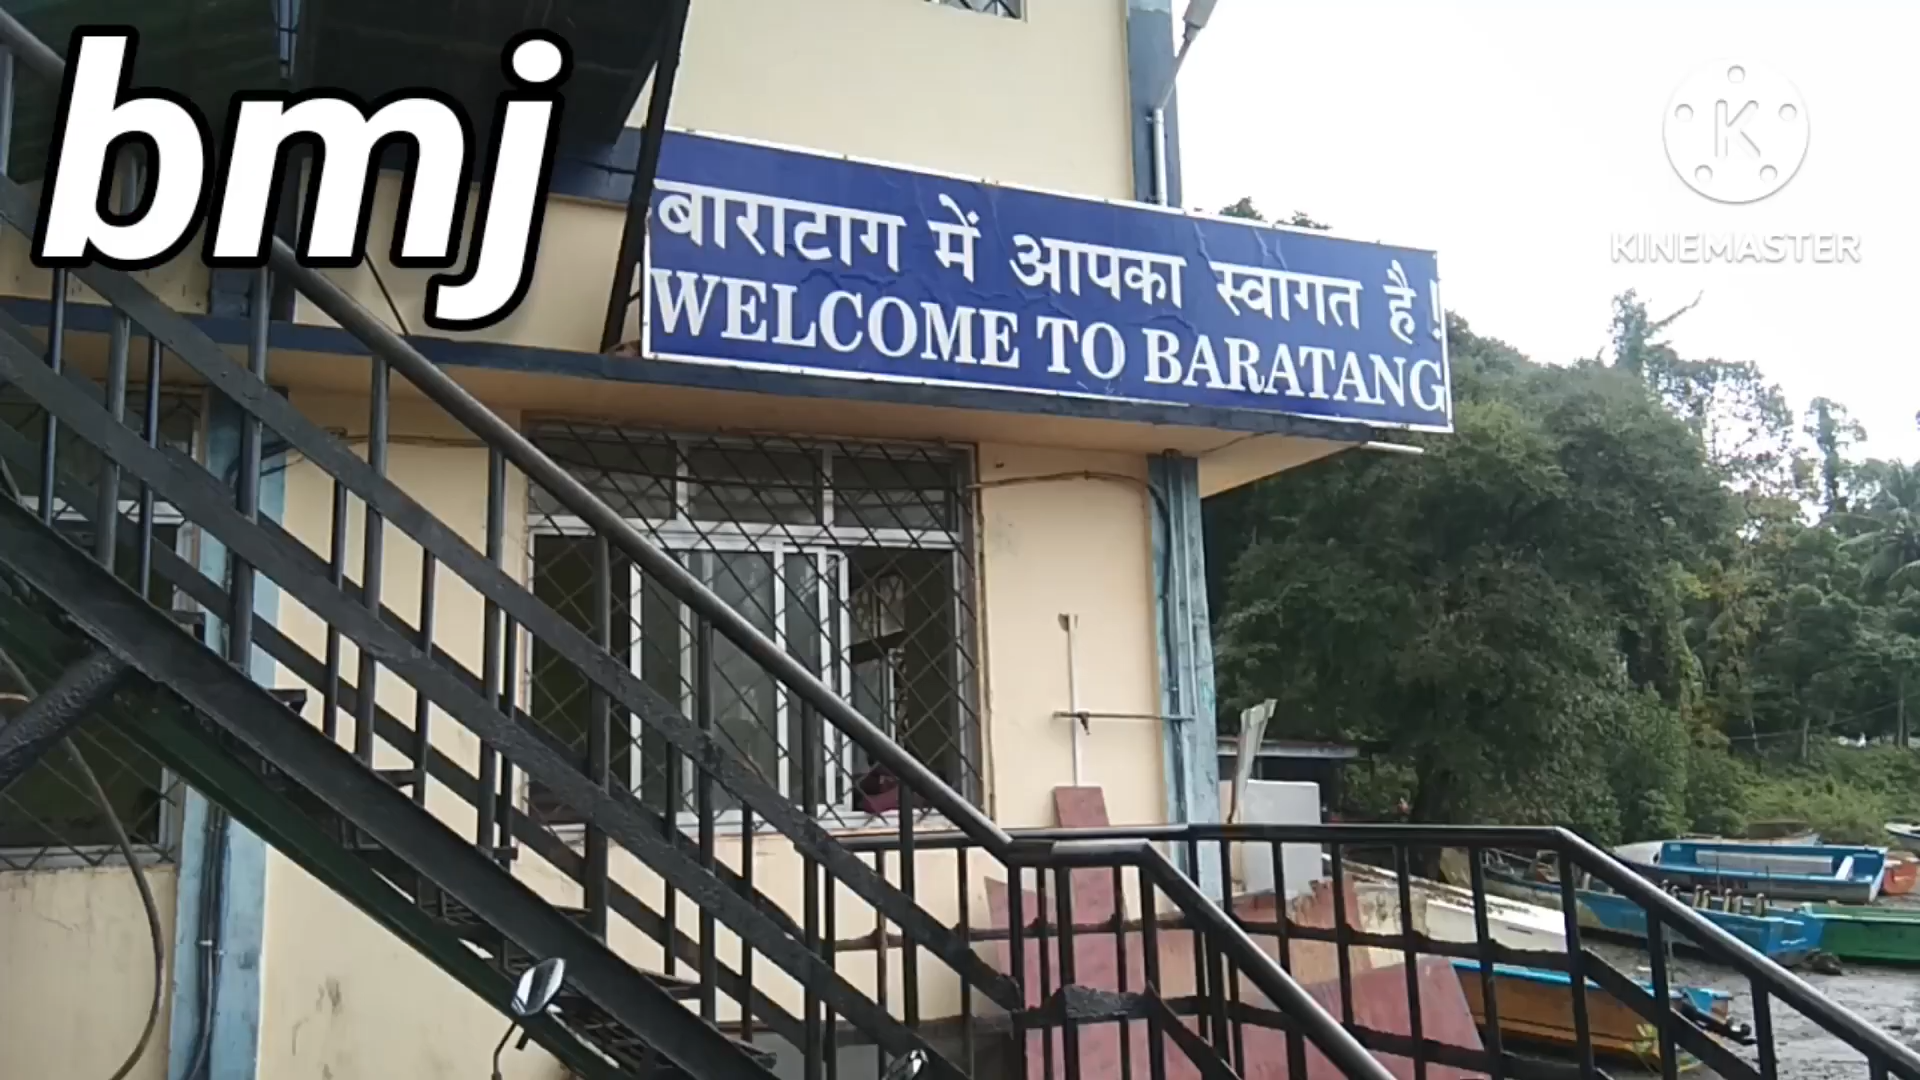 bmj
K
KINEMASTER
बाराटाग में आपका स्वागत है!
WELCOME TO BARATANG